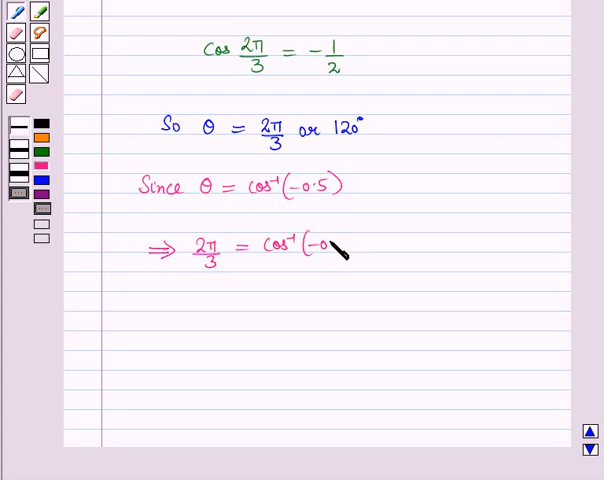 cos 2π/3 = -1/2
So θ = 2π/3 or 120°
Since θ = cos⁻¹(-0.5)
⇒ 2π/3 = cos⁻¹(-0